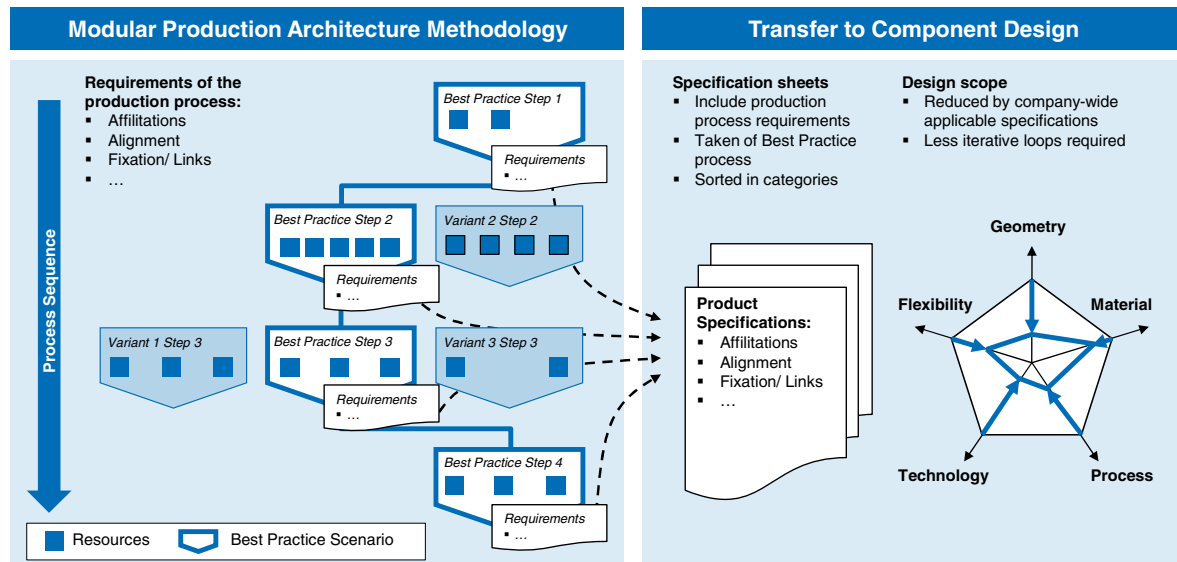 Modular Production Architecture Methodology
Requirements of the
production process:
▪ Affilitations
▪ Alignment
▪ Fixation/ Links
▪ …
Process Sequence
Best Practice Step 1
Requirements
▪ …
Best Practice Step 2
Requirements
▪ …
Variant 2 Step 2
Variant 1 Step 3
Best Practice Step 3
Requirements
▪ …
Variant 3 Step 3
Best Practice Step 4
Requirements
▪ …
Resources
Best Practice Scenario
Transfer to Component Design
Specification sheets
▪ Include production
process requirements
▪ Taken of Best Practice
process
▪ Sorted in categories
Design scope
▪ Reduced by company-wide
applicable specifications
▪ Less iterative loops required
Product
Specifications:
▪ Affilitations
▪ Alignment
▪ Fixation/ Links
▪ …
Geometry
Flexibility
Material
Technology
Process